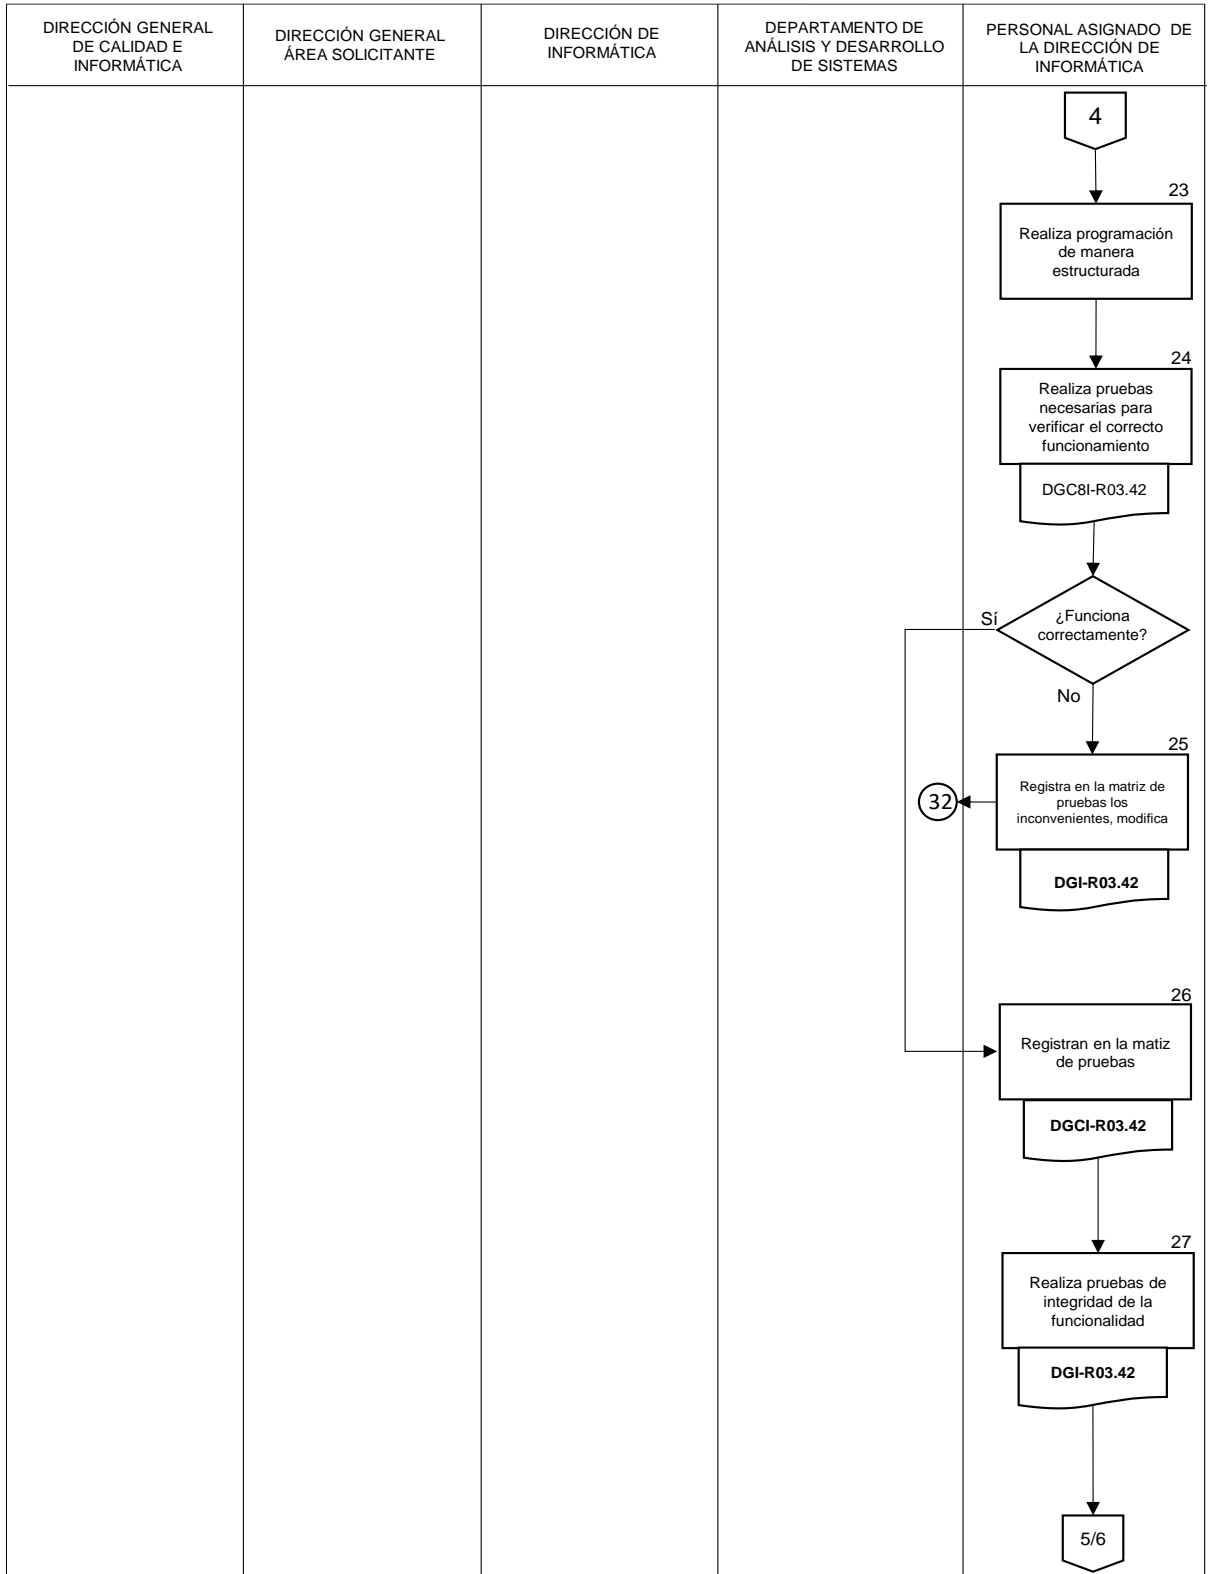 DIRECCIÓN GENERAL
DE CALIDAD E
INFORMÁTICA
DIRECCIÓN GENERAL
ÁREA SOLICITANTE
DIRECCIÓN DE
INFORMÁTICA
DEPARTAMENTO DE
ANÁLISIS Y DESARROLLO
DE SISTEMAS
PERSONAL ASIGNADO DE
LA DIRECCIÓN DE
INFORMÁTICA
4
23
Realiza programación
de manera
estructurada
24
Realiza pruebas
necesarias para
verificar el correcto
funcionamiento
DGC8I-R03.42
¿Funciona
correctamente?
Sí
No
25
Registra en la matriz de
pruebas los
inconvenientes, modifica
32
DGI-R03.42
26
Registran en la matiz
de pruebas
DGCI-R03.42
27
Realiza pruebas de
integridad de la
funcionalidad
DGI-R03.42
5/6